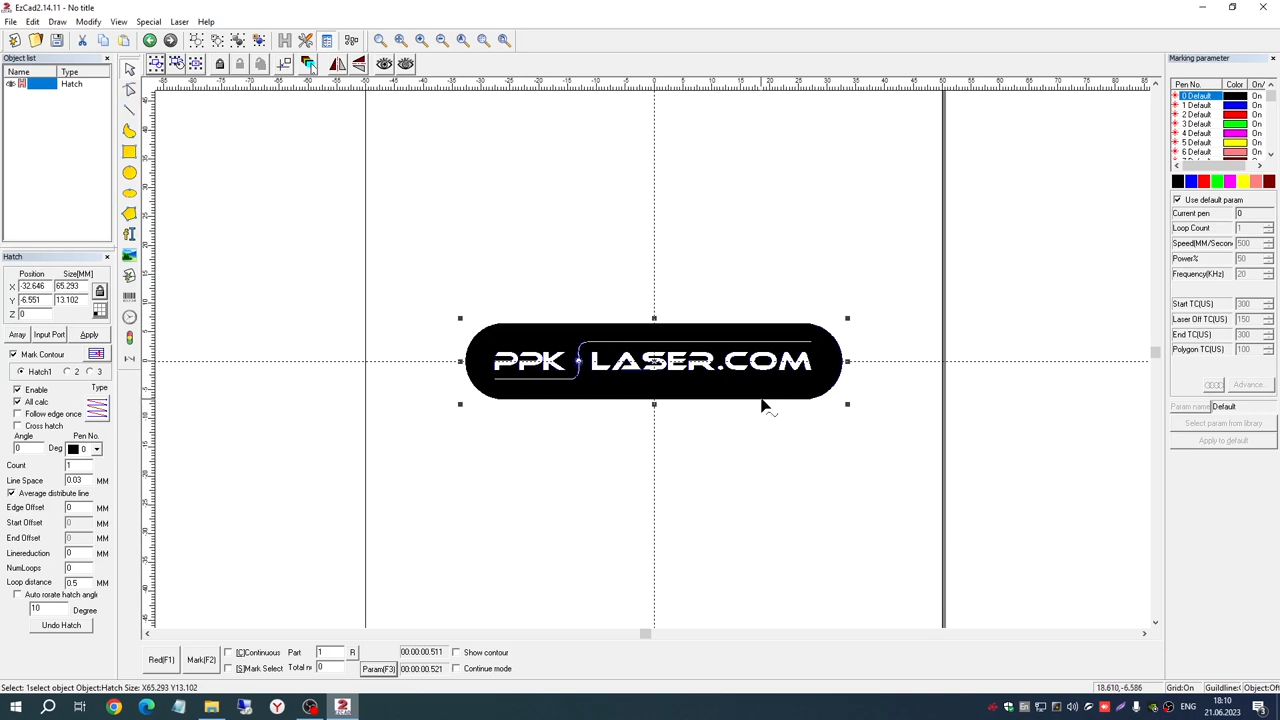 EzCad2.14.11 - No title
File Edit Draw Modify View Special Laser Help
Object list
Name Type
Hatch
Hatch
Position Size[MM]
X -32.646 65.293
Y -6.551 13.102
Z 0
Array Input Port Apply
Mark Contour
Hatch1 2 3
Enable Type
All calc
Follow edge once
Cross hatch
Angle Pen No.
0 Deg 0
Count 1
Line Space 0.03 MM
Average distribute line
Edge Offset 0 MM
Start Offset 0 MM
End Offset 0 MM
Linereduction 0 MM
NumLoops 0
Loop distance 0.5 MM
Auto rorate hatch angle
10 Degree
Undo Hatch
PPK LASER.COM
Marking parameter
Pen No. Color On/
0 Default On
1 Default On
2 Default On
3 Default On
4 Default On
5 Default On
6 Default On
Use default param
Current pen 0
Loop Count 1
Speed(MM/Second 500
Power% 50
Frequency(KHz) 20
Start TC(US) 300
Laser Off TC(US) 150
End TC(US) 300
Polygon TC(US) 100
Advance...
Param name Default
Select param from library
Apply to default
Red(F1) Mark(F2) [C]Continuous Part 1 R 00:00:00.511 Show contour
[S]Mark Select Total nu 0 Param(F3) 00:00:00.521 Continue mode
Select: 1select object Object:Hatch Size: X65.293 Y13.102 18.610,-6.586 Grid:On Guildline:( Object:Off
ENG 18:10
21.06.2023